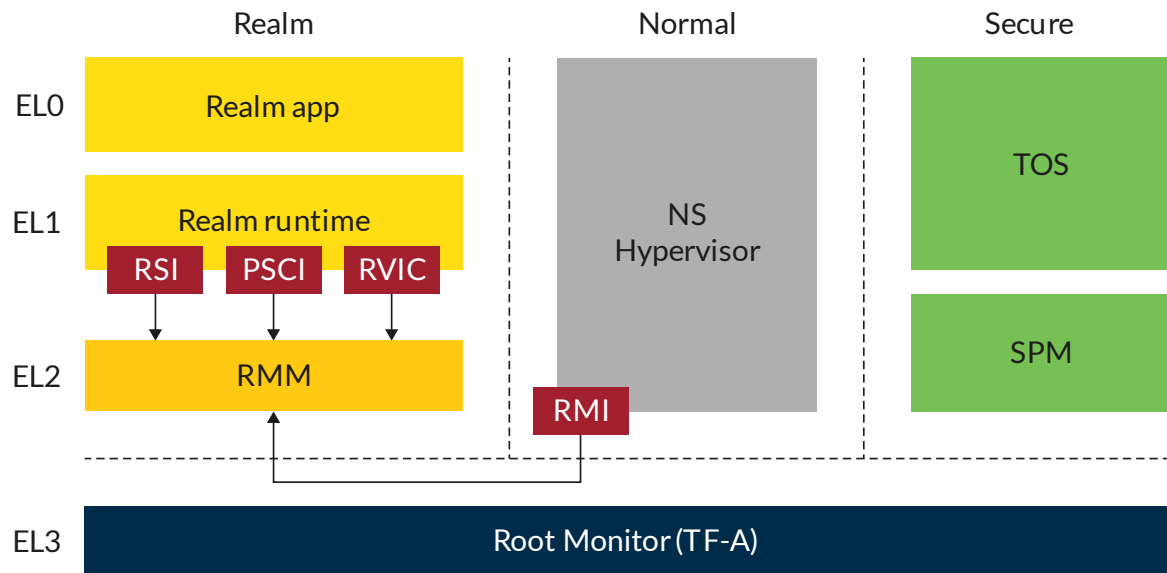 Realm
Normal
Secure
EL0
Realm app
TOS
EL1
Realm runtime
NS
Hypervisor
RSI
PSCI
RVIC
EL2
RMM
SPM
RMI
EL3
Root Monitor (TF-A)